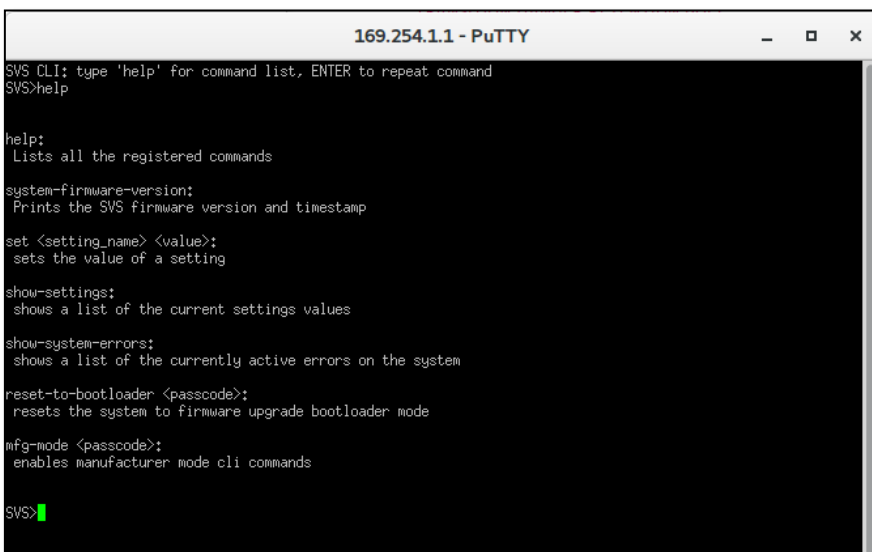 169.254.1.1 - PuTTY
SVS CLI: type 'help' for command list, ENTER to repeat command
SVS>help
help:
Lists all the registered commands
system-firmware-version:
Prints the SVS firmware version and timestamp
set <setting_name> <value>:
sets the value of a setting
show-settings:
shows a list of the current settings values
show-system-errors:
shows a list of the currently active errors on the system
reset-to-bootloader <passcode>:
resets the system to firmware upgrade bootloader mode
mfg-mode <passcode>:
enables manufacturer mode cli commands
SVS>